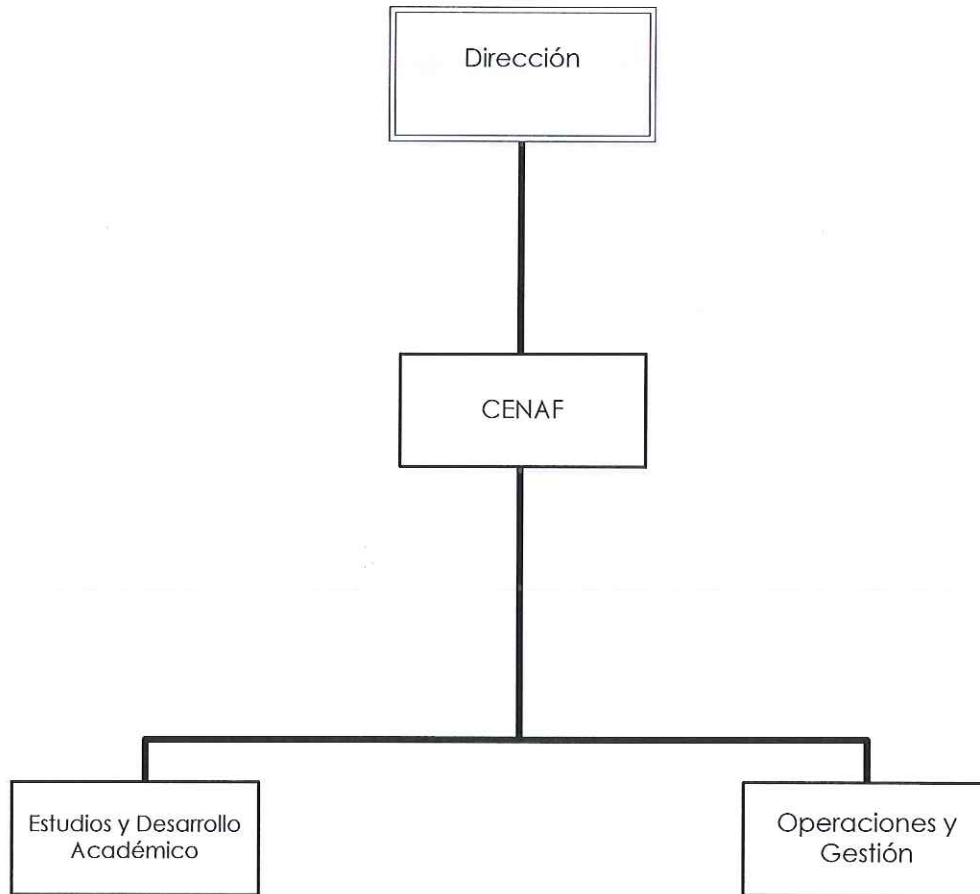 Dirección
CENAF
Estudios y Desarrollo
Académico
Operaciones y
Gestión